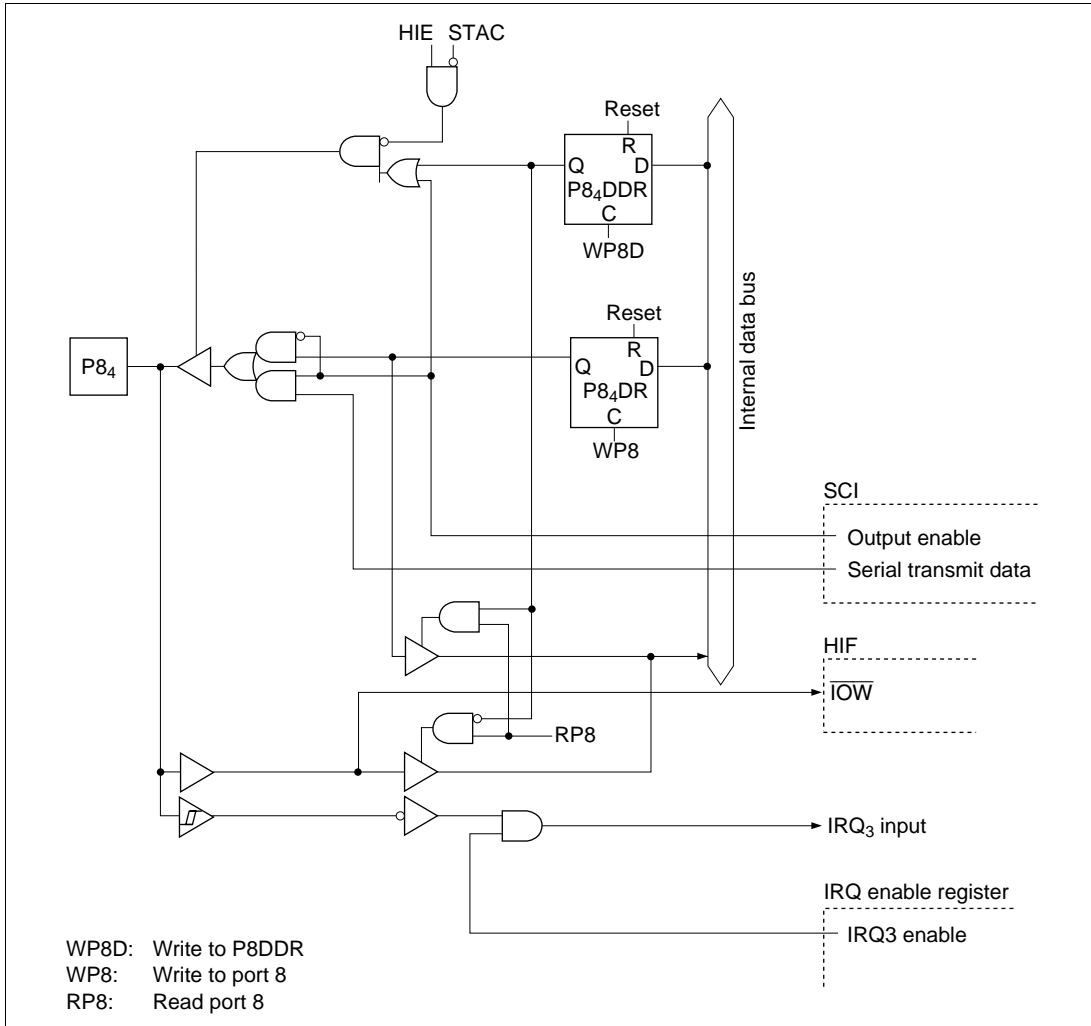 HIE STAC
Reset
R
Q D
P8₄DDR
C
WP8D
Reset
R
Q D
P8₄DR
C
WP8
P8₄
Internal data bus
SCI
Output enable
Serial transmit data
HIF
I̅O̅W̅
RP8
IRQ₃ input
IRQ enable register
IRQ3 enable
WP8D: Write to P8DDR
WP8: Write to port 8
RP8: Read port 8